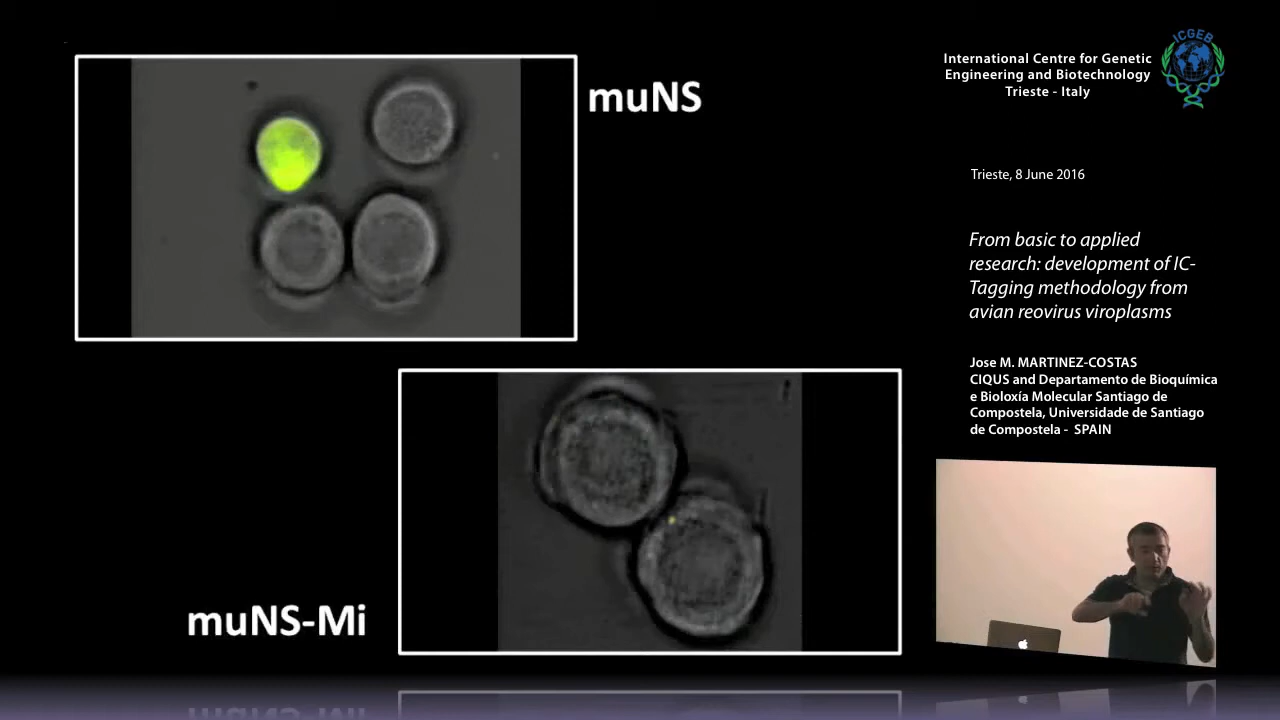 muNS
muNS-Mi
ICGEB
International Centre for Genetic
Engineering and Biotechnology
Trieste - Italy
Trieste, 8 June 2016
From basic to applied
research: development of IC-
Tagging methodology from
avian reovirus viroplasms
Jose M. MARTINEZ-COSTAS
CIQUS and Departamento de Bioquímica
e Bioloxía Molecular Santiago de
Compostela, Universidade de Santiago
de Compostela - SPAIN